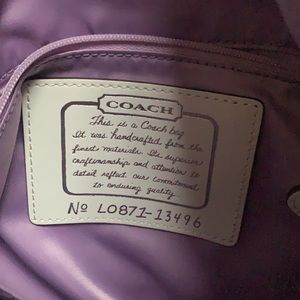 COACH
This is a Coach bag
It was handcrafted from the
finest materials. Its superior
craftsmanship and attention to
detail reflect our commitment
to enduring quality.
No L0871-13496